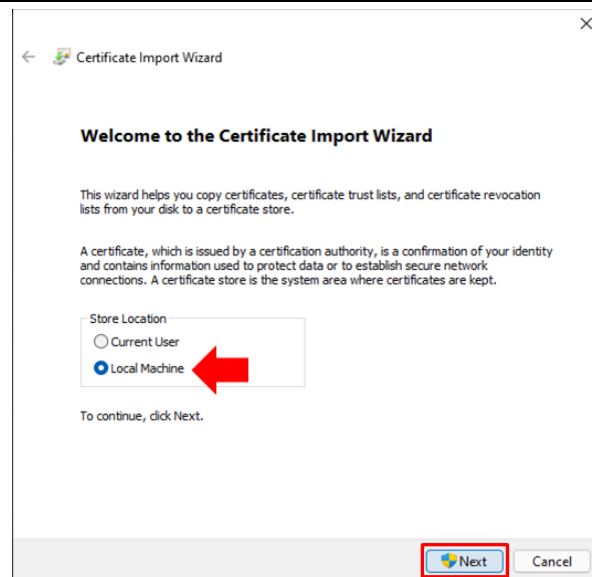 Certificate Import Wizard
Welcome to the Certificate Import Wizard
This wizard helps you copy certificates, certificate trust lists, and certificate revocation
lists from your disk to a certificate store.
A certificate, which is issued by a certification authority, is a confirmation of your identity
and contains information used to protect data or to establish secure network
connections. A certificate store is the system area where certificates are kept.
Store Location
Current User
Local Machine
To continue, click Next.
Next Cancel